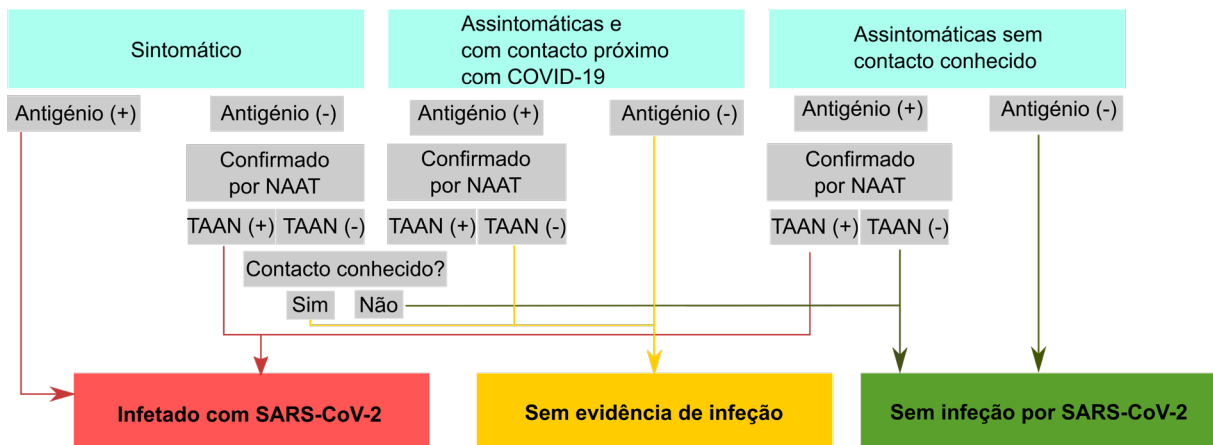 Sintomático
Assintomáticas e
com contacto próximo
com COVID-19
Assintomáticas sem
contacto conhecido
Antigénio (+)
Antigénio (-)
Antigénio (+)
Antigénio (-)
Antigénio (+)
Antigénio (-)
Confirmado
por NAAT
Confirmado
por NAAT
Confirmado
por NAAT
TAAN (+)
TAAN (-)
TAAN (+)
TAAN (-)
TAAN (+)
TAAN (-)
Contacto conhecido?
Sim
Não
Infetado com SARS-CoV-2
Sem evidência de infeção
Sem infeção por SARS-CoV-2